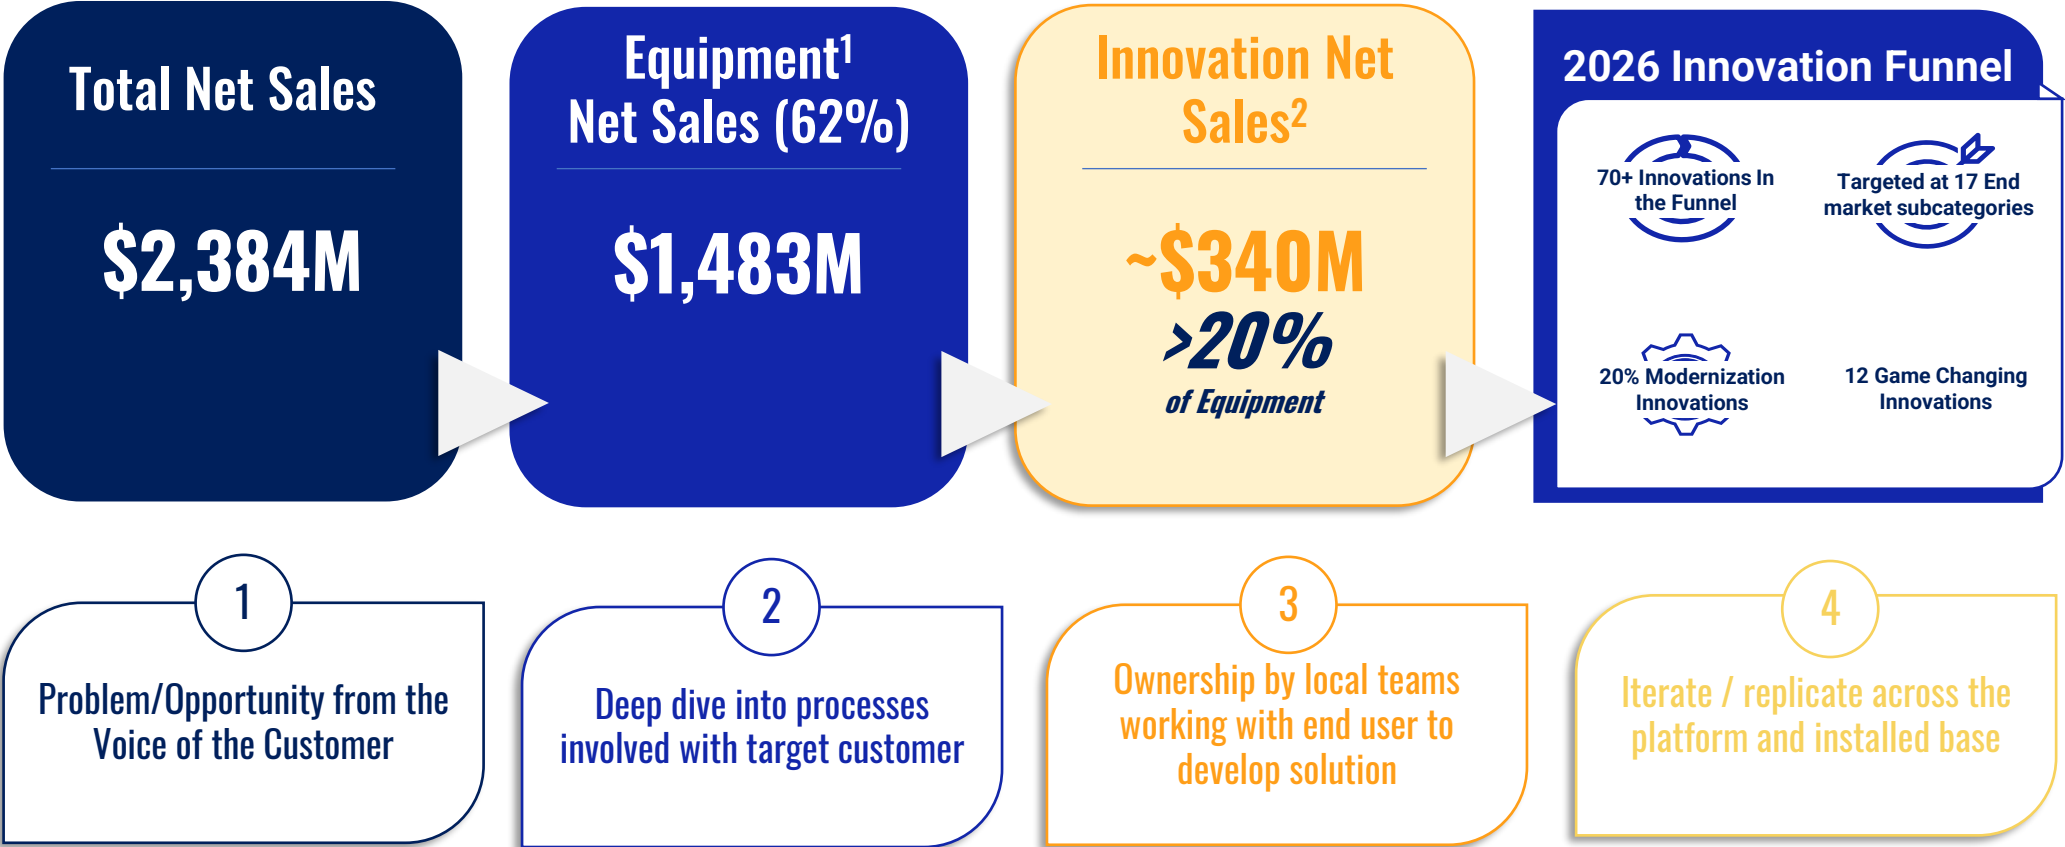 Total Net Sales
$2,384M
Equipment¹
Net Sales (62%)
$1,483M
Innovation Net
Sales²
~$340M
>20%
of Equipment
2026 Innovation Funnel
70+ Innovations In
the Funnel
Targeted at 17 End
market subcategories
20% Modernization
Innovations
12 Game Changing
Innovations
1
Problem/Opportunity from the
Voice of the Customer
2
Deep dive into processes
involved with target customer
3
Ownership by local teams
working with end user to
develop solution
4
Iterate / replicate across the
platform and installed base